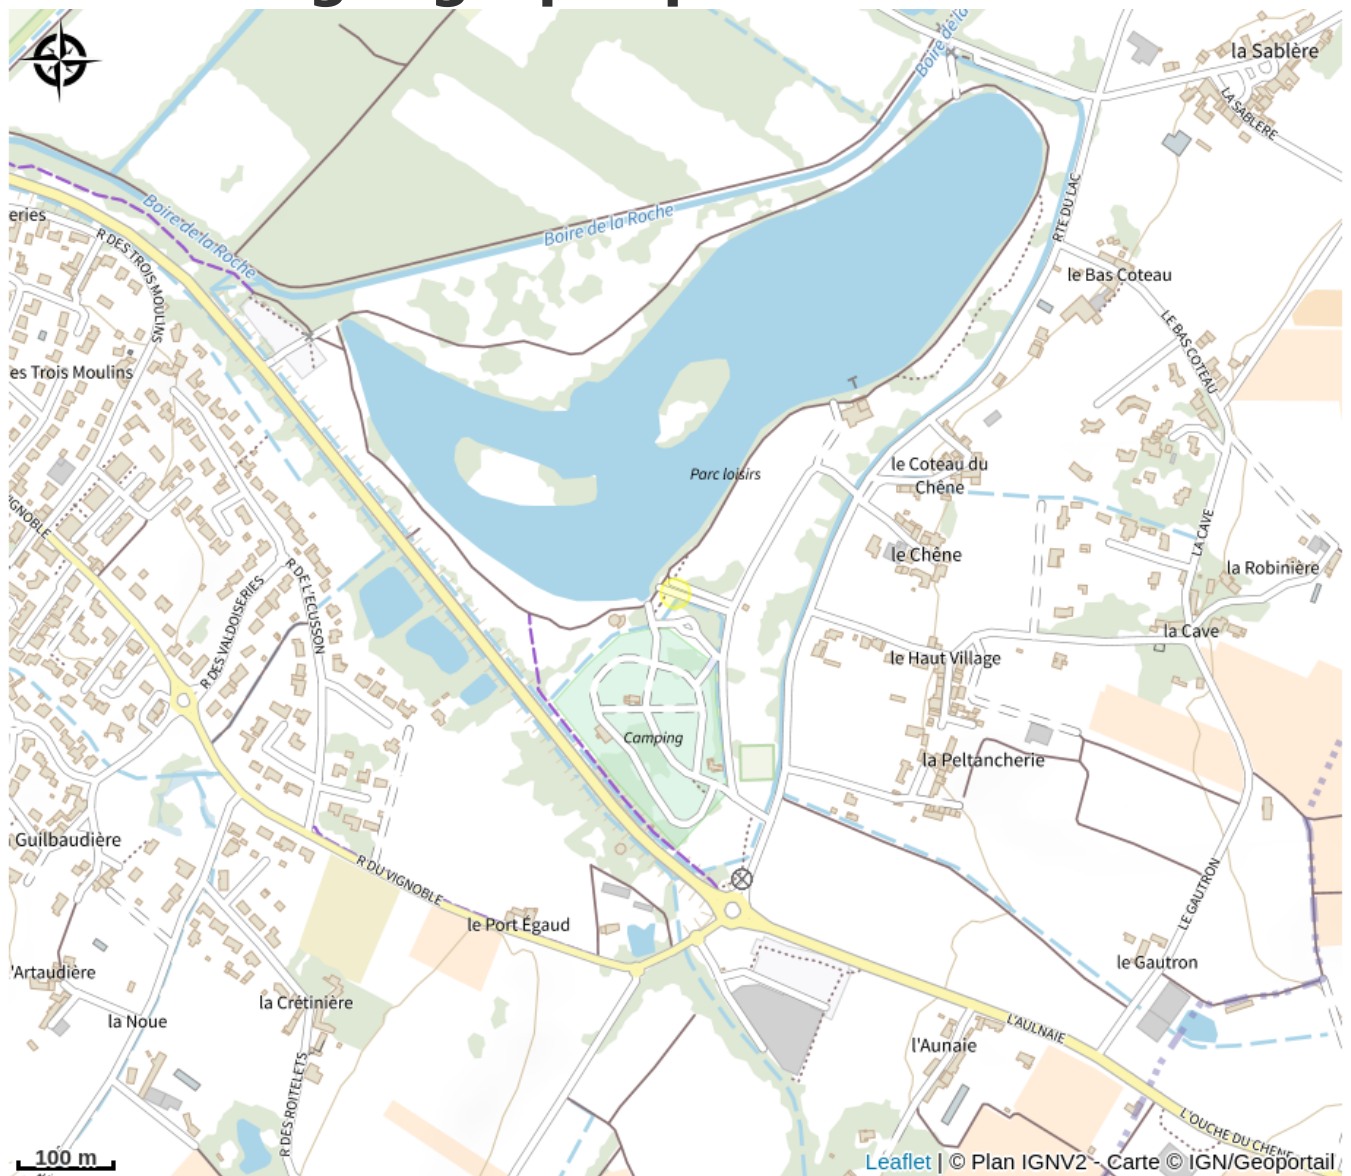 Boire de la
la Sablère
LA SABLERE
Boire de la Roche
Boire de la Roche
eries
R DES TROIS MOULINS
RTE DU LAC
le Bas Coteau
LE BAS COTEAU
es Trois Moulins
Parc loisirs
le Coteau du
Chêne
VIGNOBLE
le Chêne
LA CAVE
la Robinière
R DE L'ECUSSON
R DES VALDOISERIES
la Cave
le Haut Village
Camping
la Peltancherie
Guilbaudière
R DU VIGNOBLE
LE GAUTRON
le Port Égaud
le Gautron
'Artaudière
la Crétinière
la Noue
L'AULNAIE
l'Aunaie
R DES ROITELETS
L'OUCHE DU CHENE
100 m
Leaflet | © Plan IGNV2 - Carte © IGN/Geoportail